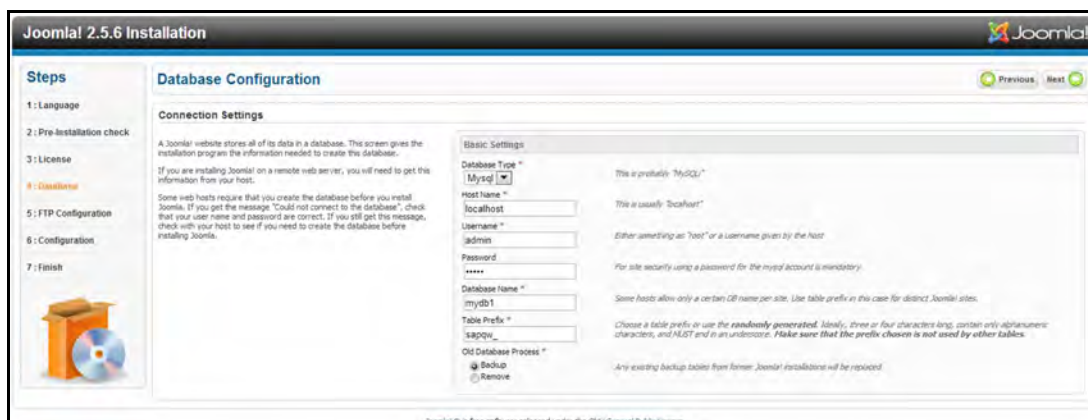 Joomla! 2.5.6 Installation
Joomla!
Steps
1 : Language
2 : Pre-Installation check
3 : License
4 : Database
5 : FTP Configuration
6 : Configuration
7 : Finish
Database Configuration
Previous
Next
Connection Settings
A Joomla! website stores all of its data in a database. This screen gives the
installation program the information needed to create this database.
If you are installing Joomla! on a remote web server, you will need to get this
information from your host.
Some web hosts require that you create the database before you install
Joomla. If you get the message "Could not connect to the database", check
that your user name and password are correct. If you still get this message,
check with your host to see if you need to create the database before
installing Joomla.
Basic Settings
Database Type *
Mysql
This is probably "MySQLi"
Host Name *
localhost
This is usually "localhost"
Username *
admin
Either something as "root" or a username given by the host
Password
•••••
For site security using a password for the mysql account is mandatory
Database Name *
mydb1
Some hosts allow only a certain DB name per site. Use table prefix in this case for distinct Joomla! sites.
Table Prefix *
sapqw_
Choose a table prefix or use the randomly generated. Ideally, three or four characters long, contain only alphanumeric
characters, and MUST end in an underscore. Make sure that the prefix chosen is not used by other tables.
Old Database Process *
Backup
Remove
Any existing backup tables from former Joomla! installations will be replaced